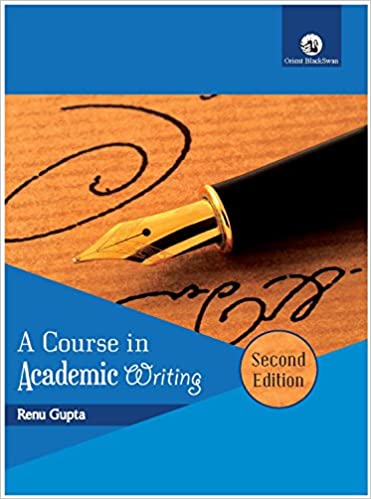 Orient BlackSwan
A Course in
Academic Writing
Second
Edition
Renu Gupta